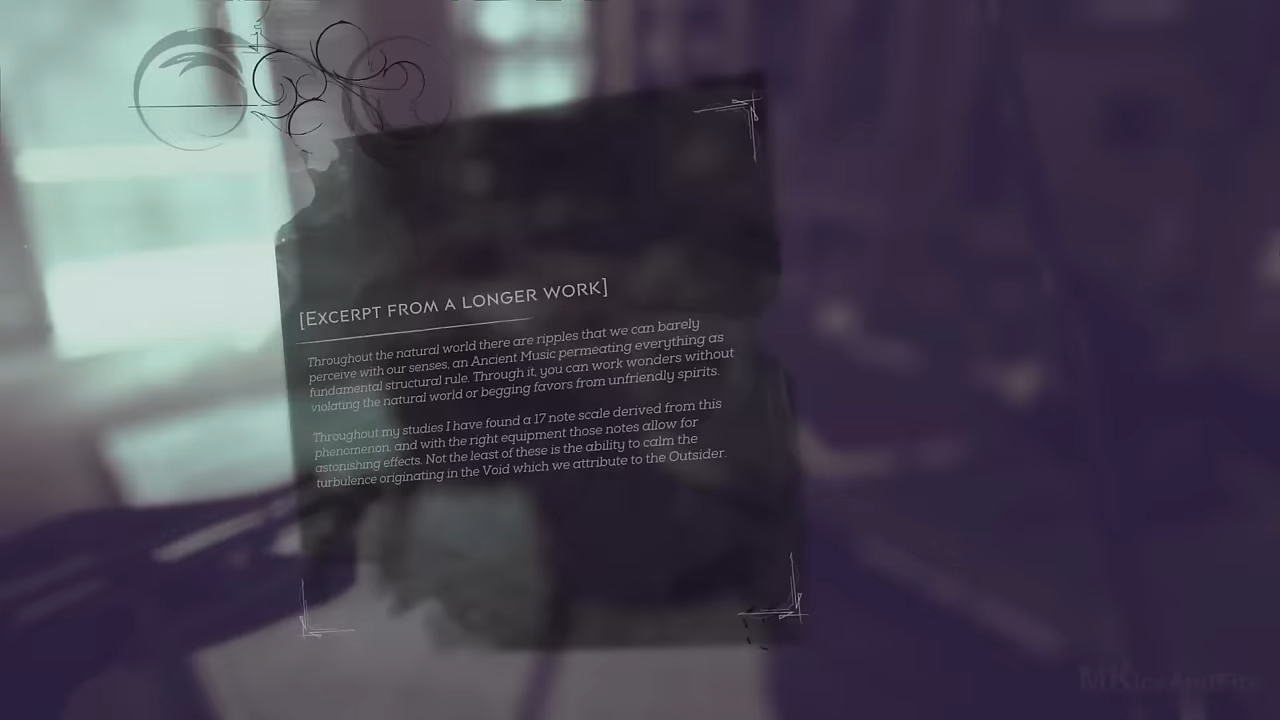 [EXCERPT FROM A LONGER WORK]
Throughout the natural world there are ripples that we can barely
perceive with our senses, an Ancient Music permeating everything as
fundamental structural rule. Through it, you can work wonders without
violating the natural world or begging favors from unfriendly spirits.
Throughout my studies I have found a 17 note scale derived from this
phenomenon, and with the right equipment those notes allow for
astonishing effects. Not the least of these is the ability to calm the
turbulence originating in the Void which we attribute to the Outsider.
MKIceAndFire